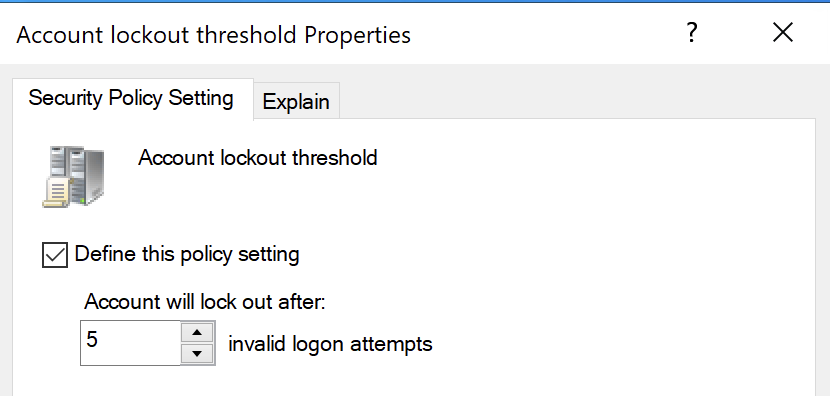 Account lockout threshold Properties
?
Security Policy Setting
Explain
Account lockout threshold
Define this policy setting
Account will lock out after:
5 invalid logon attempts